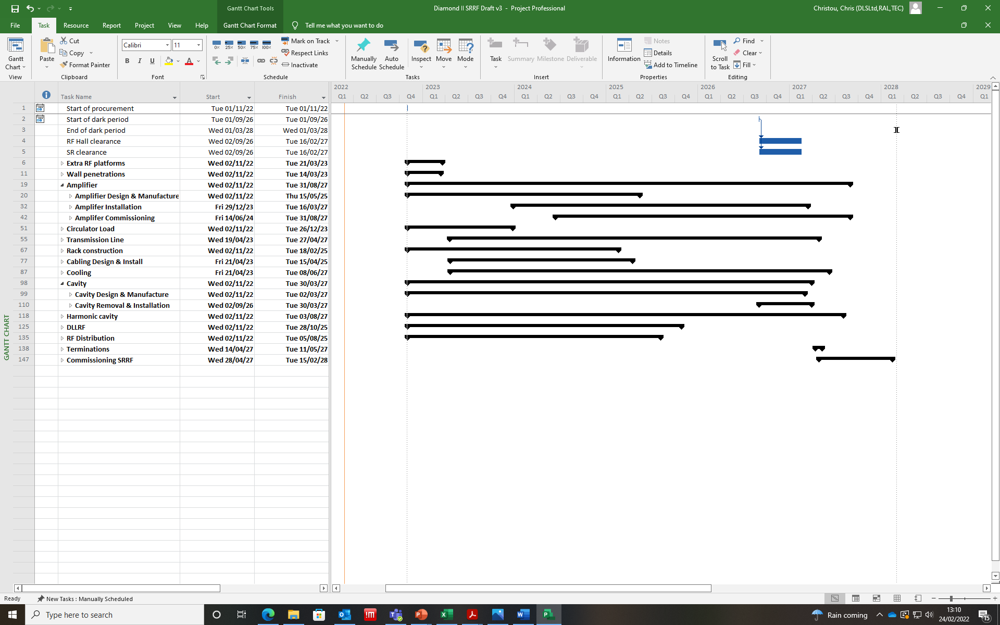 Gantt Chart Tools
Diamond II SRRF Draft v3 - Project Professional
Christou, Chris (DLSLtd,RAL,TEC)
File Task Resource Report Project View Help Gantt Chart Format Tell me what you want to do
Gantt Chart
View
Paste
Cut
Copy
Format Painter
Clipboard
Calibri 11
B I U A
Font
0% 25% 50% 75% 100%
Mark on Track
Respect Links
Inactivate
Schedule
Manually Schedule
Auto Schedule
Inspect
Move
Mode
Tasks
Task
Summary
Milestone
Deliverable
Insert
Information
Notes
Details
Add to Timeline
Properties
Scroll to Task
Find
Clear
Fill
Editing
Task Name Start Finish
2022 2023 2024 2025 2026 2027 2028 2029
Q1 Q2 Q3 Q4 Q1 Q2 Q3 Q4 Q1 Q2 Q3 Q4 Q1 Q2 Q3 Q4 Q1 Q2 Q3 Q4 Q1 Q2 Q3 Q4 Q1 Q2 Q3 Q4 Q1
1 Start of procurement Tue 01/11/22 Tue 01/11/22
2 Start of dark period Tue 01/09/26 Tue 01/09/26
3 End of dark period Wed 01/03/28 Wed 01/03/28
4 RF Hall clearance Wed 02/09/26 Tue 16/02/27
5 SR clearance Wed 02/09/26 Tue 16/02/27
6 Extra RF platforms Wed 02/11/22 Tue 21/03/23
11 Wall penetrations Wed 02/11/22 Tue 14/03/23
19 Amplifier Wed 02/11/22 Tue 31/08/27
20 Amplifier Design & Manufacture Wed 02/11/22 Thu 15/05/25
32 Amplifer Installation Fri 29/12/23 Tue 16/03/27
42 Amplifer Commissioning Fri 14/06/24 Tue 31/08/27
51 Circulator Load Wed 02/11/22 Tue 26/12/23
55 Transmission Line Wed 19/04/23 Tue 27/04/27
67 Rack construction Wed 02/11/22 Tue 18/02/25
77 Cabling Design & Install Fri 21/04/23 Tue 15/04/25
87 Cooling Fri 21/04/23 Tue 08/06/27
98 Cavity Wed 02/11/22 Tue 30/03/27
99 Cavity Design & Manufacture Wed 02/11/22 Tue 02/03/27
110 Cavity Removal & Installation Wed 02/09/26 Tue 30/03/27
118 Harmonic cavity Wed 02/11/22 Tue 03/08/27
125 DLLRF Wed 02/11/22 Tue 28/10/25
135 RF Distribution Wed 02/11/22 Tue 05/08/25
138 Terminations Wed 14/04/27 Tue 11/05/27
147 Commissioning SRRF Wed 28/04/27 Tue 15/02/28
GANTT CHART
Ready New Tasks : Manually Scheduled
Type here to search
Rain coming
13:10
24/02/2022
15